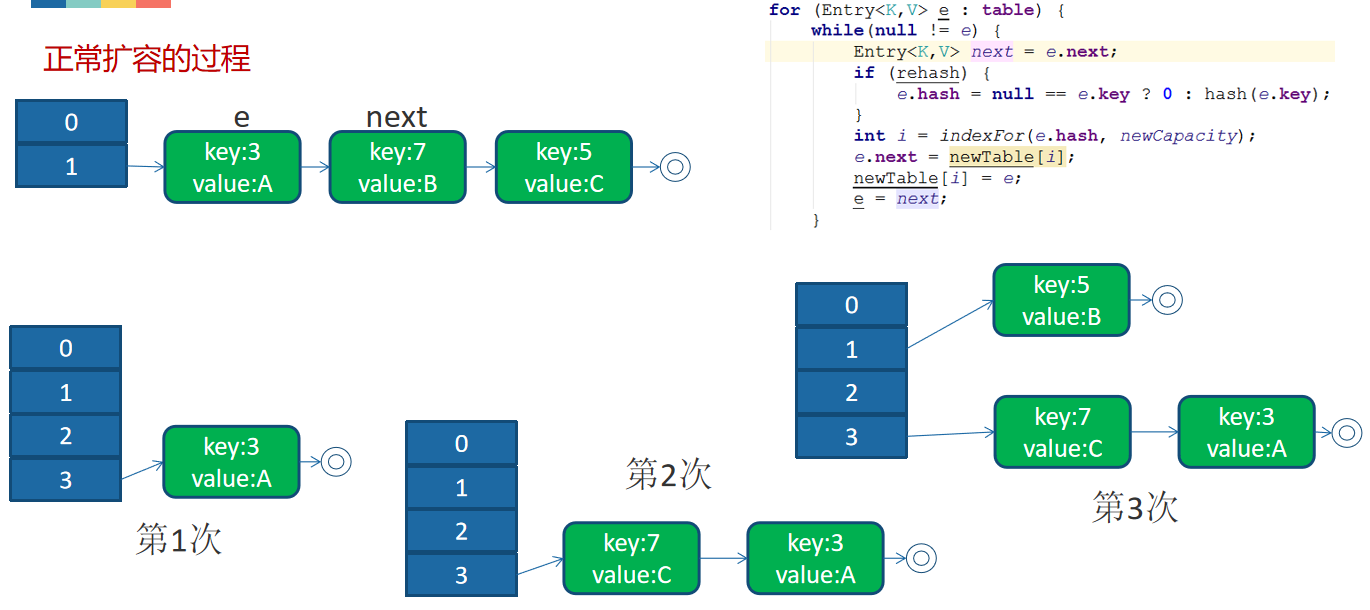 正常扩容的过程
0
1
e
next
key:3
value:A
key:7
value:B
key:5
value:C
for (Entry<K,V> e : table) {
while(null != e) {
Entry<K,V> next = e.next;
if (rehash) {
e.hash = null == e.key ? 0 : hash(e.key);
}
int i = indexFor(e.hash, newCapacity);
e.next = newTable[i];
newTable[i] = e;
e = next;
}
0
1
2
3
key:3
value:A
第1次
0
1
2
3
key:7
value:C
key:3
value:A
第2次
0
1
2
3
key:5
value:B
key:7
value:C
key:3
value:A
第3次